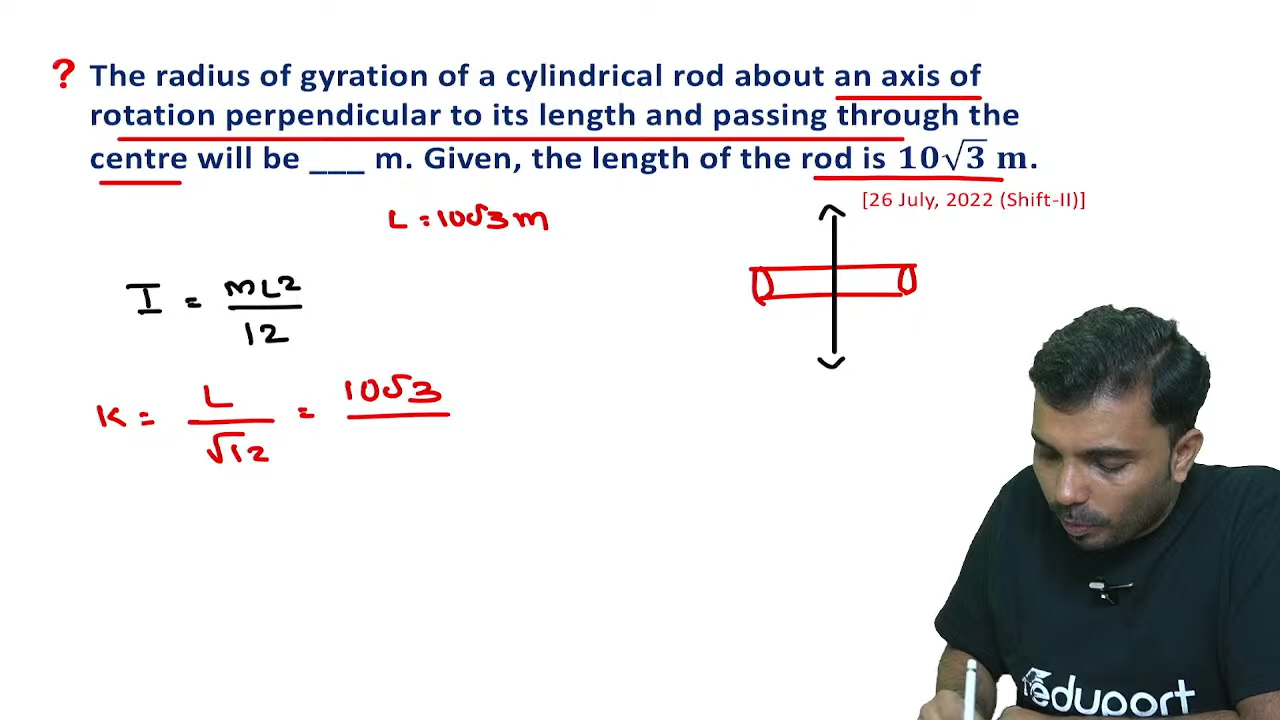 ? The radius of gyration of a cylindrical rod about an axis of
rotation perpendicular to its length and passing through the
centre will be ___ m. Given, the length of the rod is 10√3 m.
[26 July, 2022 (Shift-II)]
L = 10√3 m
I = mL²/12
K = L/√12 = 10√3/
eduport